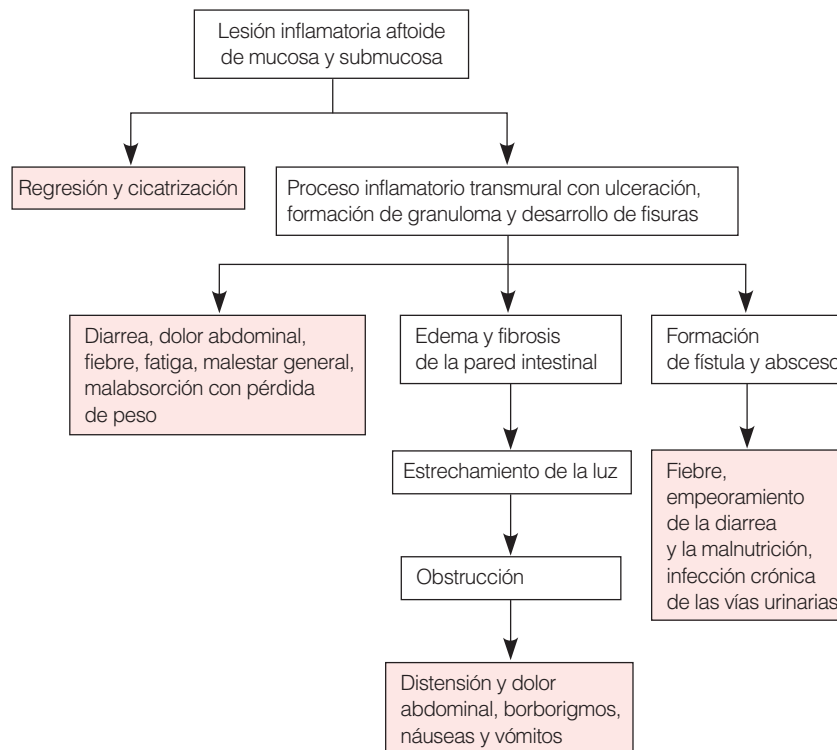 Lesión inflamatoria aftoide
de mucosa y submucosa
Regresión y cicatrización
Proceso inflamatorio transmural con ulceración,
formación de granuloma y desarrollo de fisuras
Diarrea, dolor abdominal,
fiebre, fatiga, malestar general,
malabsorción con pérdida
de peso
Edema y fibrosis
de la pared intestinal
Formación
de fístula y absceso
Estrechamiento de la luz
Fiebre,
empeoramiento
de la diarrea
y la malnutrición,
infección crónica
de las vías urinarias
Obstrucción
Distensión y dolor
abdominal, borborigmos,
náuseas y vómitos